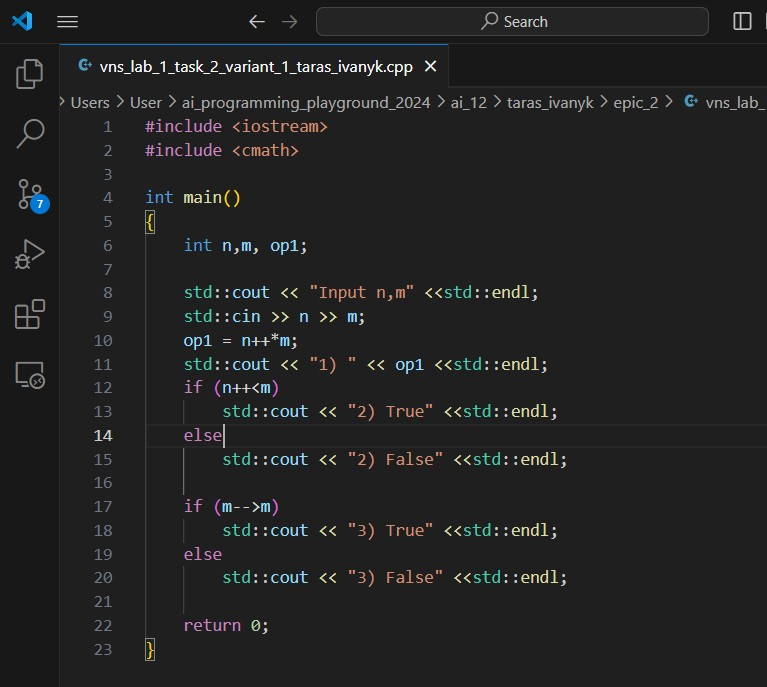 Search
vns_lab_1_task_2_variant_1_taras_ivanyk.cpp
Users > User > ai_programming_playground_2024 > ai_12 > taras_ivanyk > epic_2 > vns_lab_
1 #include <iostream>
2 #include <cmath>
3
4 int main()
5 {
6     int n,m, op1;
7
8     std::cout << "Input n,m" <<std::endl;
9     std::cin >> n >> m;
10     op1 = n++*m;
11     std::cout << "1) " << op1 <<std::endl;
12     if (n++<m)
13         std::cout << "2) True" <<std::endl;
14     else
15         std::cout << "2) False" <<std::endl;
16
7
17     if (m-->m)
18         std::cout << "3) True" <<std::endl;
19     else
20         std::cout << "3) False" <<std::endl;
21
22     return 0;
23 }